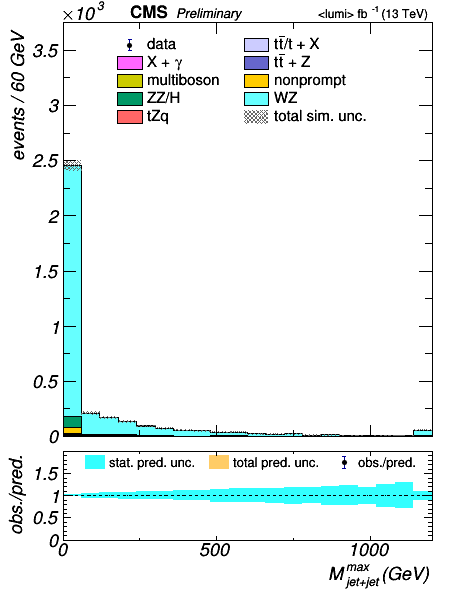 ×10³ CMS Preliminary <lumi> fb ⁻¹ (13 TeV)
events / 60 GeV
3.5
3
2.5
2
1.5
1
0.5
0
data
X + γ
multiboson
ZZ/H
tZq
tt̄/t + X
tt̄ + Z
nonprompt
WZ
total sim. unc.
obs./pred.
1.5
1
0.5
0
stat. pred. unc. total pred. unc. obs./pred.
0 500 1000
M^{max}_{jet+jet} (GeV)